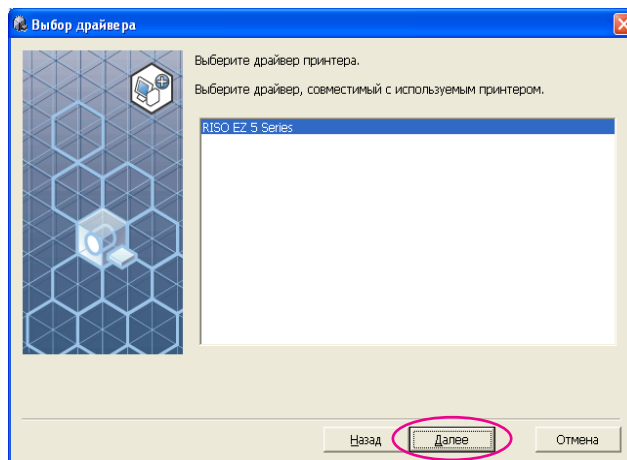 Выбор драйвера
Выберите драйвер принтера.
Выберите драйвер, совместимый с используемым принтером.
RISO EZ 5 Series
Назад
Далее
Отмена